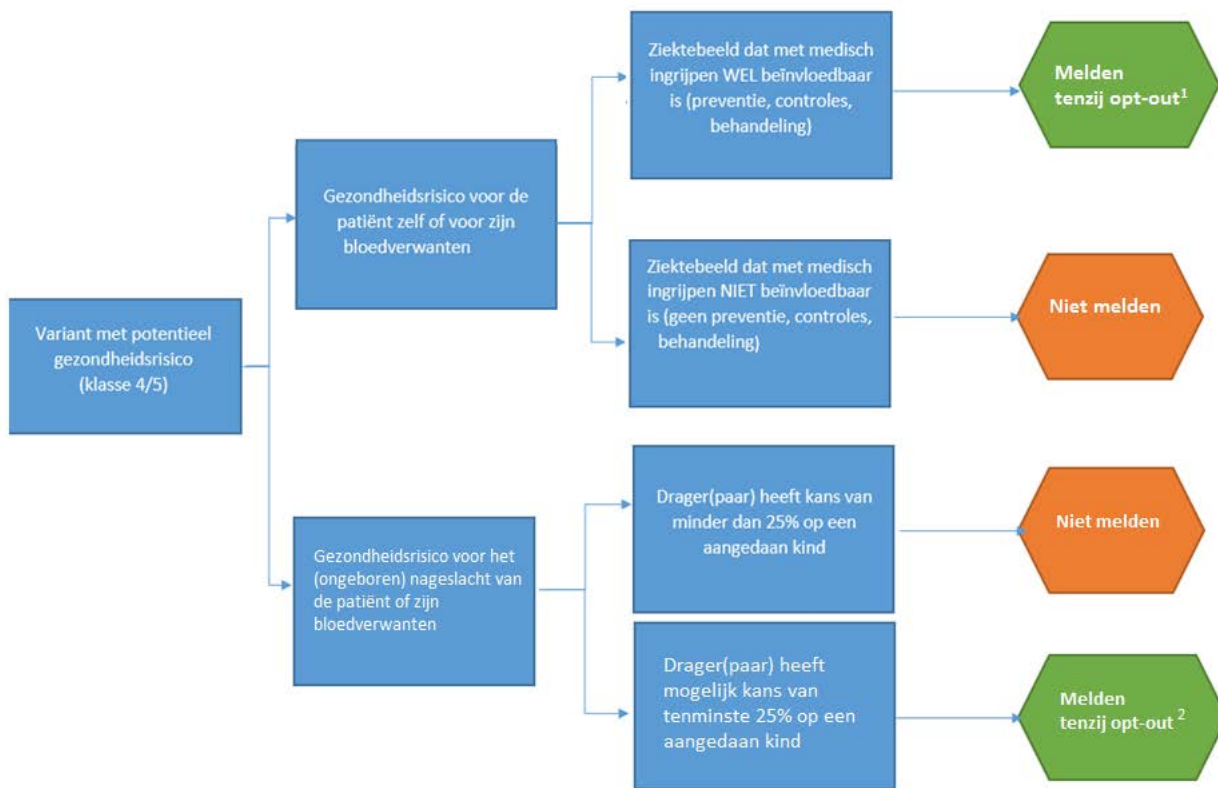 Variant met potentieel
gezondheidsrisico
(klasse 4/5)
Gezondheidsrisico voor de
patiënt zelf of voor zijn
bloedverwanten
Ziektebeeld dat met medisch
ingrijpen WEL beïnvloedbaar
is (preventie, controles,
behandeling)
Melden
tenzij opt-out¹
Ziektebeeld dat met medisch
ingrijpen NIET beïnvloedbaar
is (geen preventie, controles,
behandeling)
Niet melden
Gezondheidsrisico voor het
(ongeboren) nageslacht van
de patiënt of zijn
bloedverwanten
Drager(paar) heeft kans van
minder dan 25% op een
aangedaan kind
Niet melden
Drager(paar) heeft
mogelijk kans van
tenminste 25% op een
aangedaan kind
Melden
tenzij opt-out ²